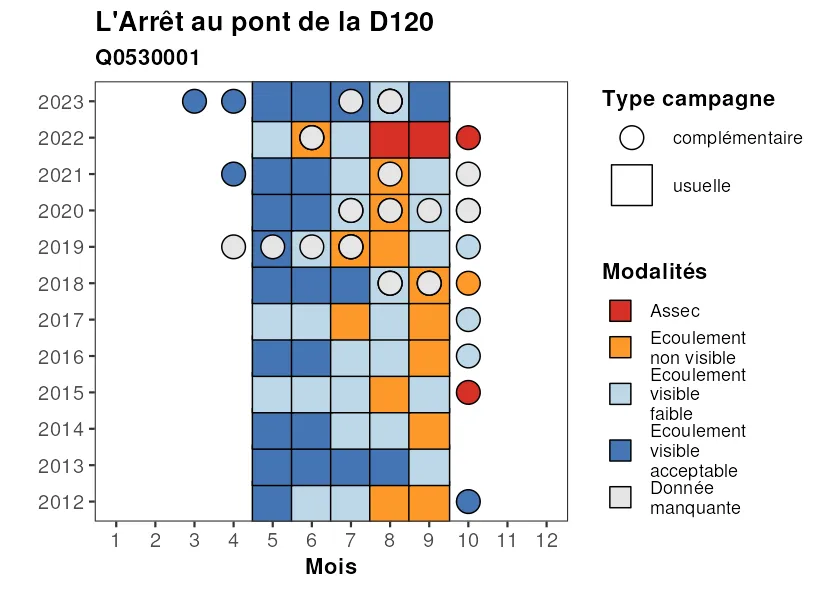 L'Arrêt au pont de la D120
Q0530001
2023
2022
2021
2020
2019
2018
2017
2016
2015
2014
2013
2012
1 2 3 4 5 6 7 8 9 10 11 12
Mois
Type campagne
complémentaire
usuelle
Modalités
Assec
Ecoulement
non visible
Ecoulement
visible
faible
Ecoulement
visible
acceptable
Donnée
manquante